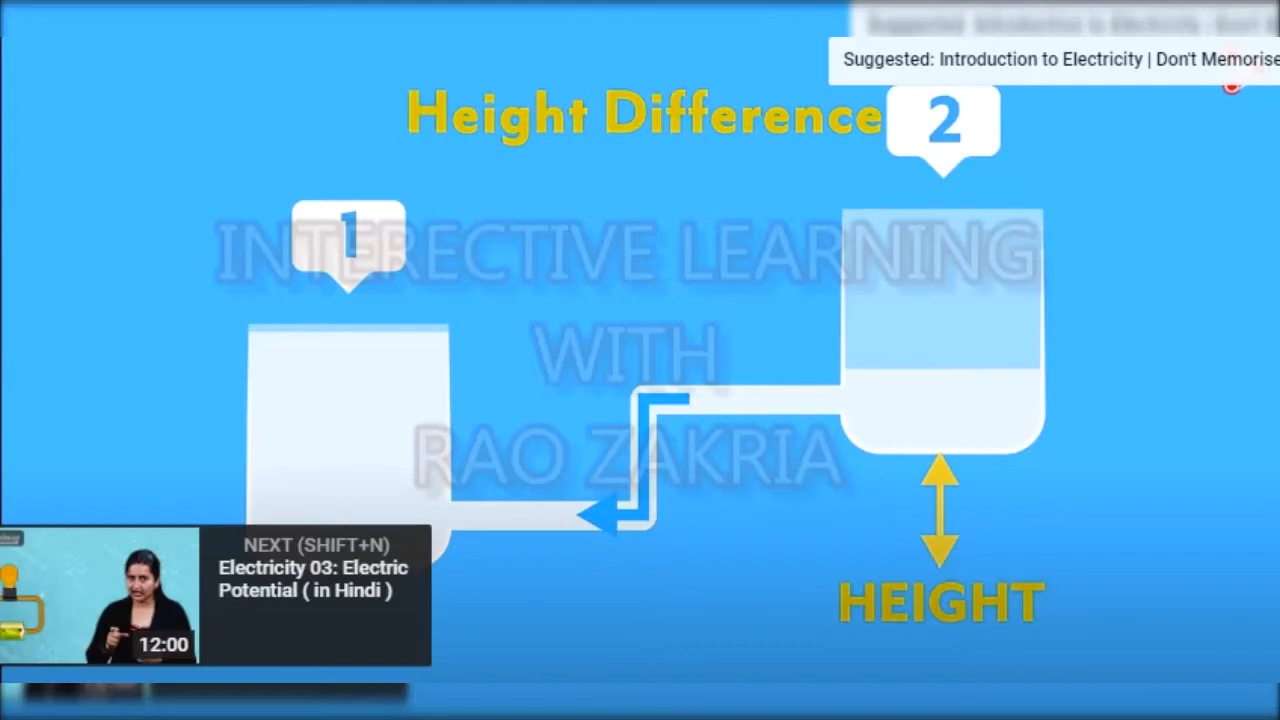 Suggested: Introduction to Electricity | Don't Memorise
Height Difference
2
1
INTERECTIVE LEARNING
WITH
RAO ZAKRIA
HEIGHT
NEXT (SHIFT+N)
Electricity 03: Electric
Potential ( in Hindi )
12:00